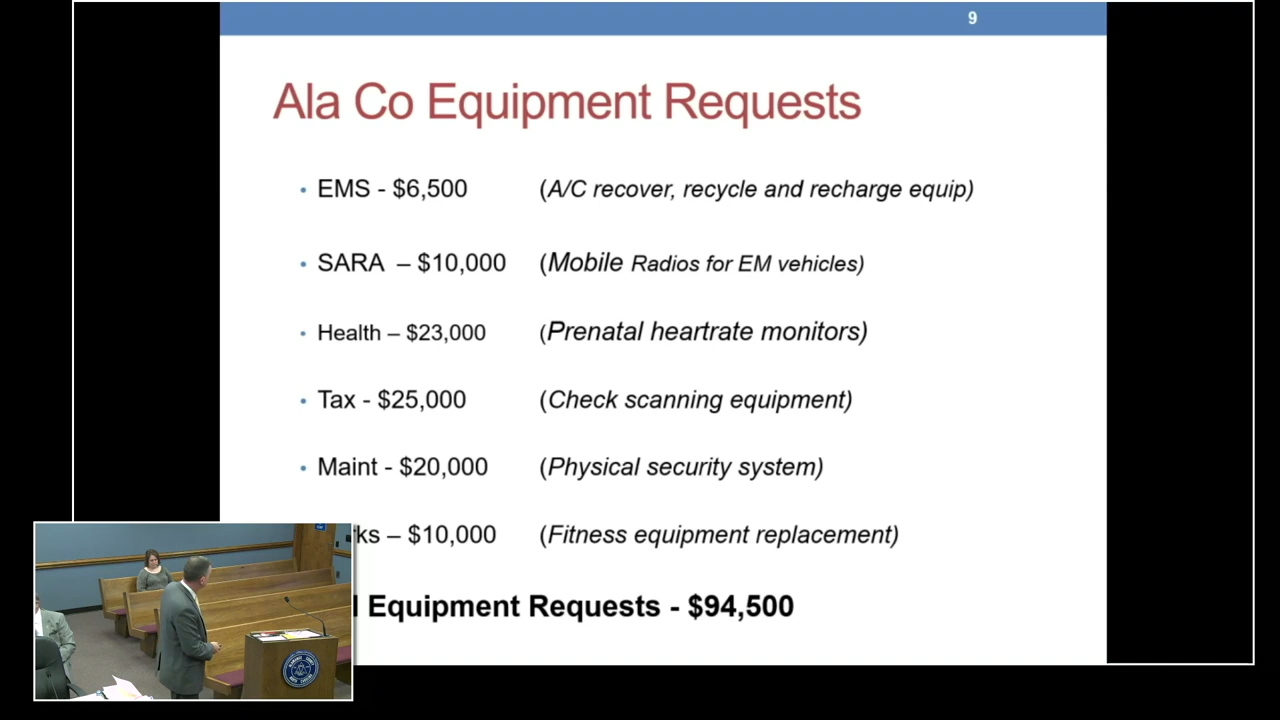 9
Ala Co Equipment Requests
• EMS - $6,500 (A/C recover, recycle and recharge equip)
• SARA – $10,000 (Mobile Radios for EM vehicles)
• Health – $23,000 (Prenatal heartrate monitors)
• Tax - $25,000 (Check scanning equipment)
• Maint - $20,000 (Physical security system)
– $10,000 (Fitness equipment replacement)
Equipment Requests - $94,500